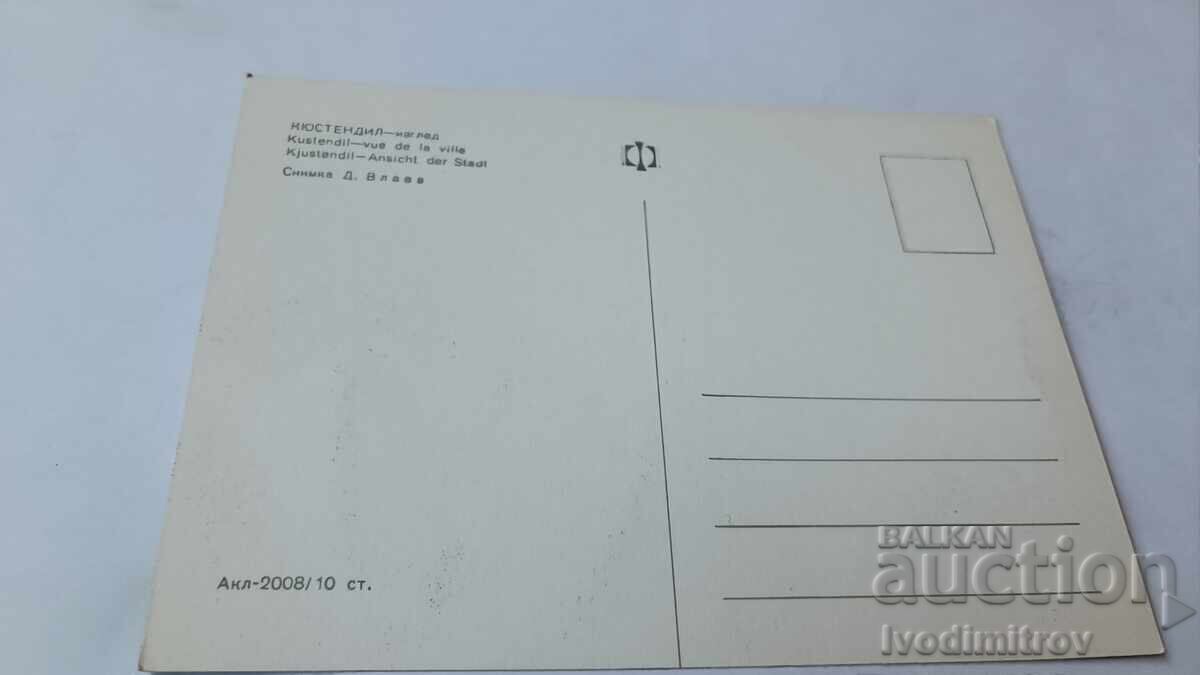 КЮСТЕНДИЛ—изглед
Kustendil—vue de la ville
Kjustendil—Ansicht der Stadt
Снимка Д. Влаев
Акл-2008/10 ст.
BALKAN
auction
Ivodimitrov